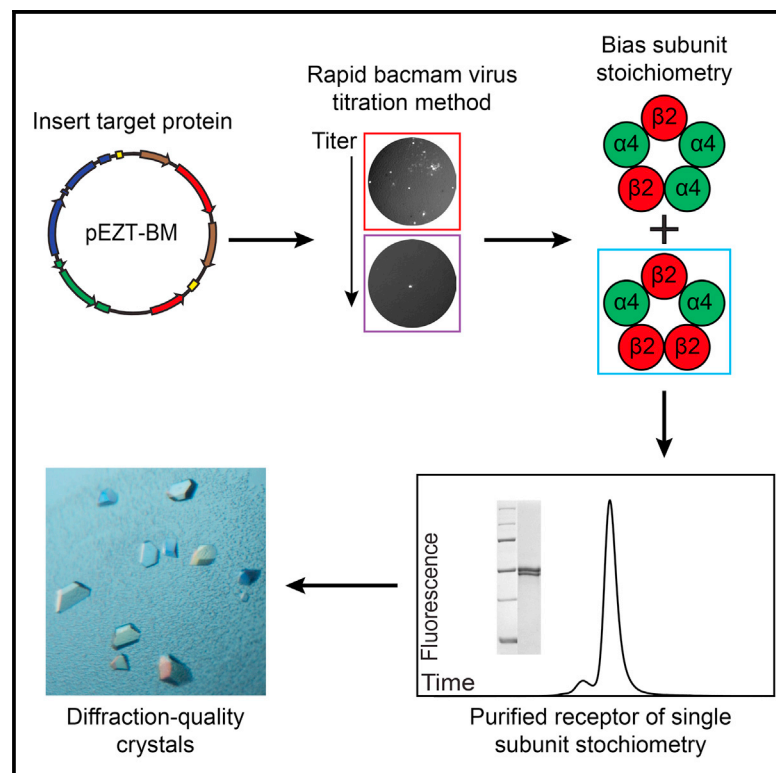 Insert target protein
pEZT-BM
Rapid bacmam virus
titration method
Titer
Bias subunit
stoichiometry
β2
α4
α4
β2
α4
+
β2
α4
α4
β2
β2
Fluorescence
Time
Purified receptor of single
subunit stochiometry
Diffraction-quality
crystals